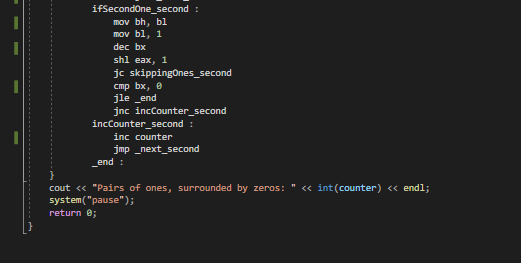 ifSecondOne_second :
mov bh, bl
mov bl, 1
dec bx
shl eax, 1
jc skippingOnes_second
cmp bx, 0
jle _end
jnc incCounter_second
incCounter_second :
inc counter
jmp _next_second
_end :
}
cout << "Pairs of ones, surrounded by zeros: " << int(counter) << endl;
system("pause");
return 0;
}